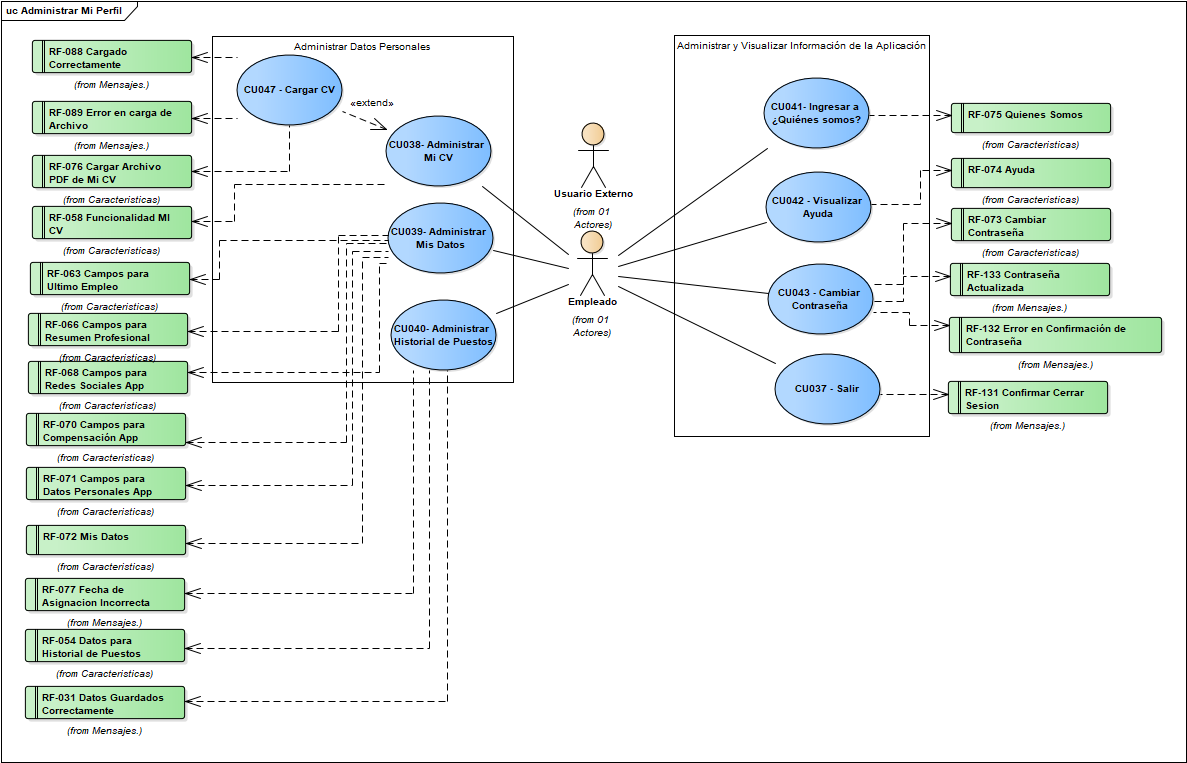 uc Administrar Mi Perfil
Administrar Datos Personales
Administrar y Visualizar Información de la Aplicación
RF-088 Cargado
Correctamente
(from Mensajes.)
RF-089 Error en carga de
Archivo
(from Mensajes.)
RF-076 Cargar Archivo
PDF de Mi CV
(from Caracteristicas)
RF-058 Funcionalidad MI
CV
(from Caracteristicas)
RF-063 Campos para
Ultimo Empleo
(from Caracteristicas)
RF-066 Campos para
Resumen Profesional
(from Caracteristicas)
RF-068 Campos para
Redes Sociales App
(from Caracteristicas)
RF-070 Campos para
Compensación App
(from Caracteristicas)
RF-071 Campos para
Datos Personales App
(from Caracteristicas)
RF-072 Mis Datos
(from Caracteristicas)
RF-077 Fecha de
Asignacion Incorrecta
(from Mensajes.)
RF-054 Datos para
Historial de Puestos
(from Caracteristicas)
RF-031 Datos Guardados
Correctamente
(from Mensajes.)
CU047 - Cargar CV
«extend»
CU038- Administrar
Mi CV
CU039- Administrar
Mis Datos
CU040- Administrar
Historial de Puestos
Usuario Externo
(from 01
Actores)
Empleado
(from 01
Actores)
CU041- Ingresar a
¿Quiénes somos?
CU042 - Visualizar
Ayuda
CU043 - Cambiar
Contraseña
CU037 - Salir
RF-075 Quienes Somos
(from Caracteristicas)
RF-074 Ayuda
(from Caracteristicas)
RF-073 Cambiar
Contraseña
(from Caracteristicas)
RF-133 Contraseña
Actualizada
(from Mensajes.)
RF-132 Error en Confirmación de
Contraseña
(from Mensajes.)
RF-131 Confirmar Cerrar
Sesion
(from Mensajes.)